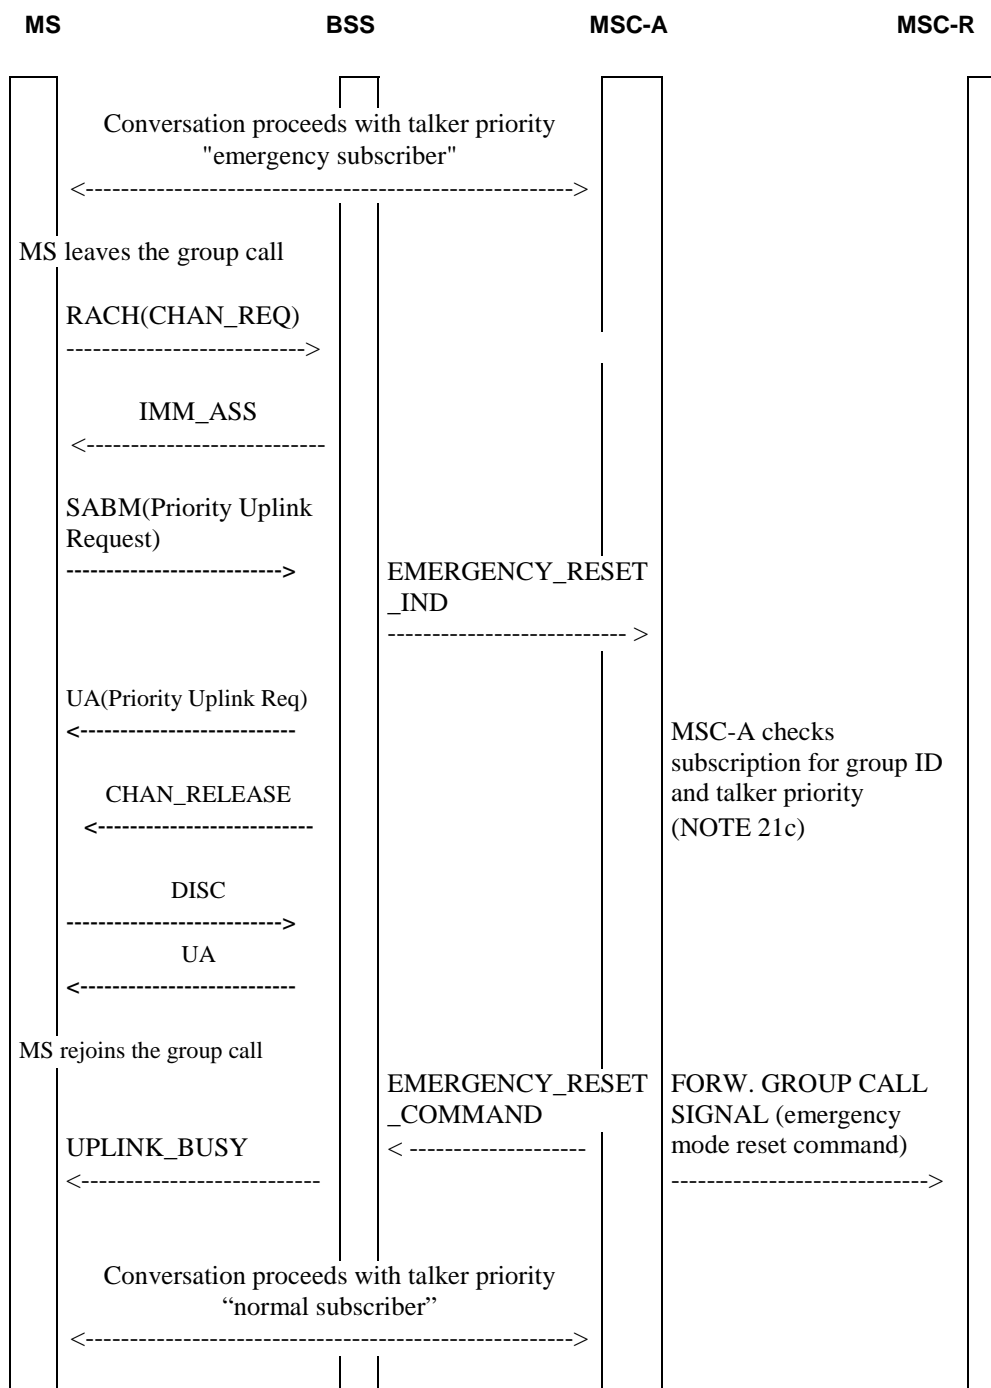 MS BSS MSC-A MSC-R
Conversation proceeds with talker priority
"emergency subscriber"
<------------------------------------------------------->
MS leaves the group call
RACH(CHAN_REQ)
--------------------------->
IMM_ASS
<---------------------------
SABM(Priority Uplink
Request)
--------------------------->
EMERGENCY_RESET
_IND
--------------------------- >
UA(Priority Uplink Req)
<---------------------------
MSC-A checks
subscription for group ID
and talker priority
(NOTE 21c)
CHAN_RELEASE
<---------------------------
DISC
--------------------------->
UA
<---------------------------
MS rejoins the group call
EMERGENCY_RESET
_COMMAND
< --------------------
FORW. GROUP CALL
SIGNAL (emergency
mode reset command)
----------------------------->
UPLINK_BUSY
<---------------------------
Conversation proceeds with talker priority
“normal subscriber”
<------------------------------------------------------->